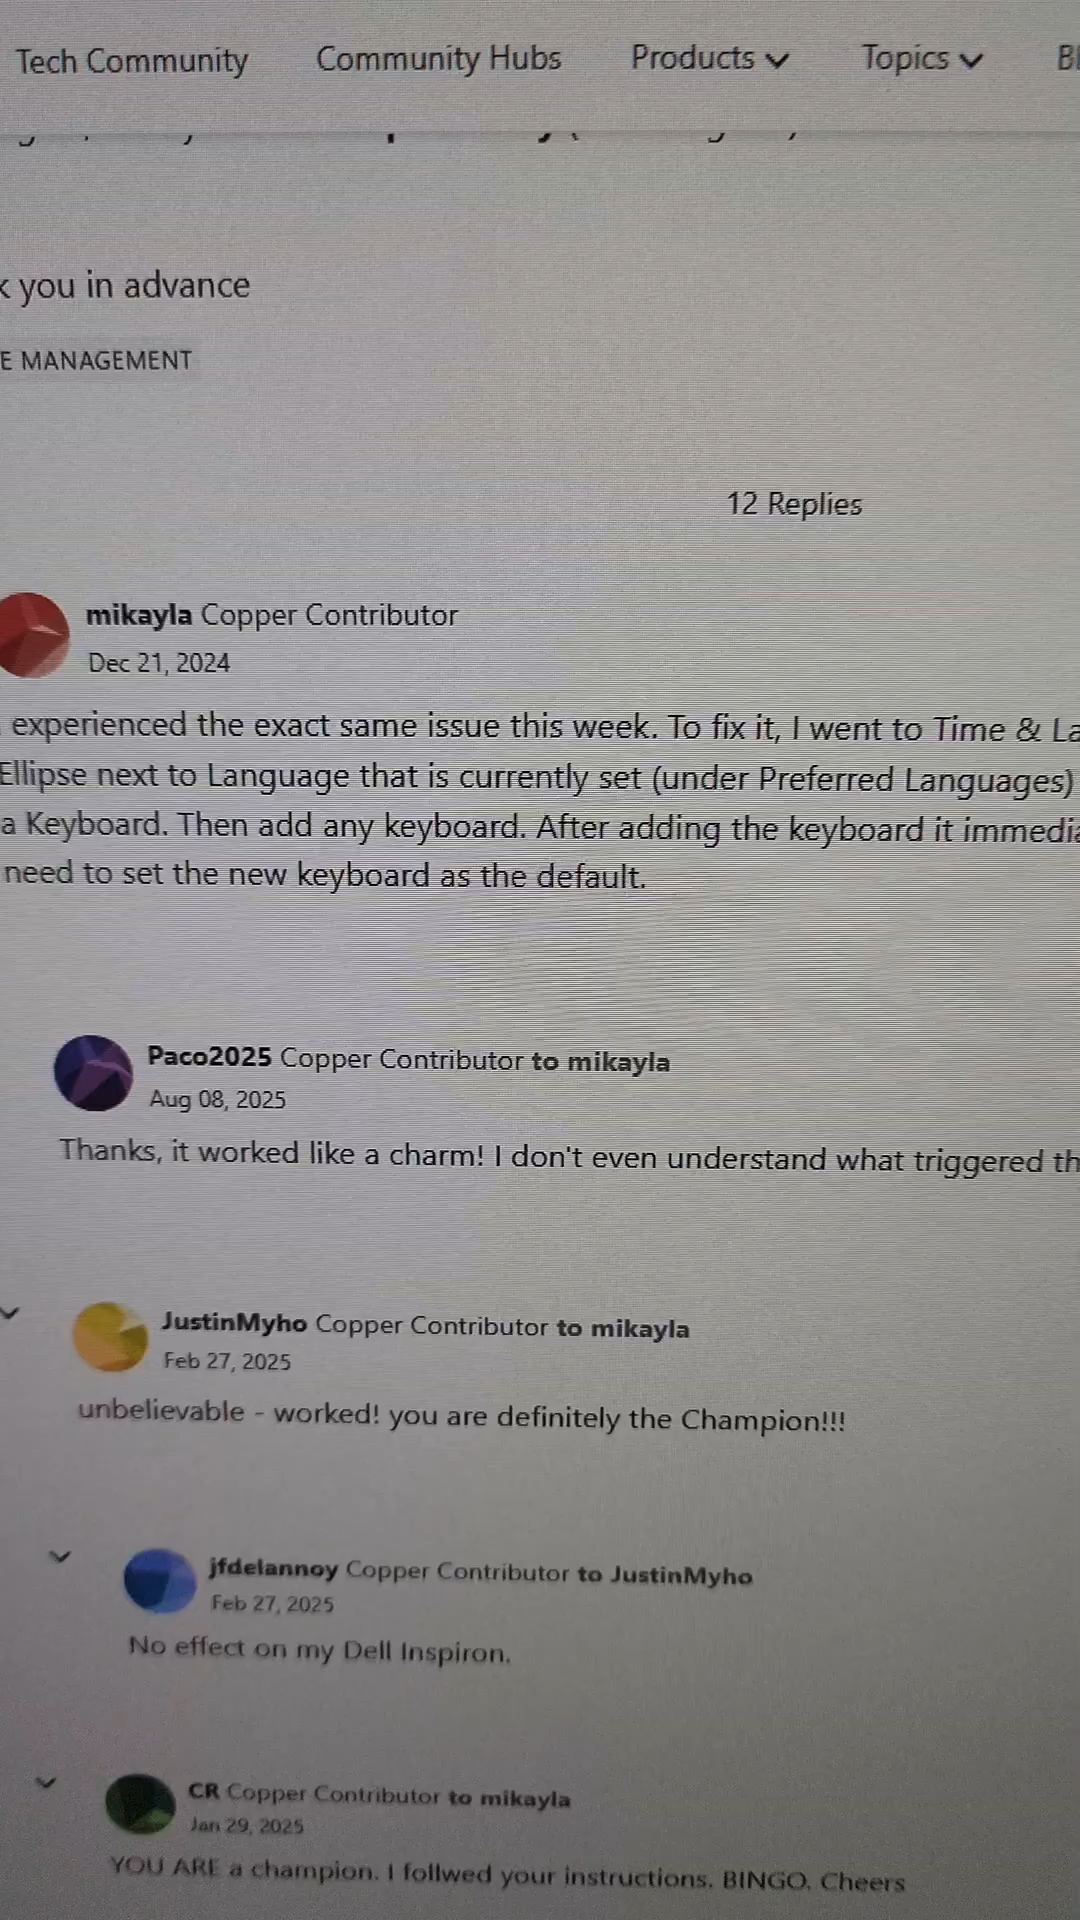 Tech Community Community Hubs Products Topics
you in advance
E MANAGEMENT
12 Replies
mikayla Copper Contributor
Dec 21, 2024
experienced the exact same issue this week. To fix it, I went to Time & La
Ellipse next to Language that is currently set (under Preferred Languages)
a Keyboard. Then add any keyboard. After adding the keyboard it immedia
need to set the new keyboard as the default.
Paco2025 Copper Contributor to mikayla
Aug 08, 2025
Thanks, it worked like a charm! I don't even understand what triggered th
JustinMyho Copper Contributor to mikayla
Feb 27, 2025
unbelievable - worked! you are definitely the Champion!!!
jfdelannoy Copper Contributor to JustinMyho
Feb 27, 2025
No effect on my Dell Inspiron.
CR Copper Contributor to mikayla
Jan 29, 2025
YOU ARE a champion. I follwed your instructions. BINGO. Cheers